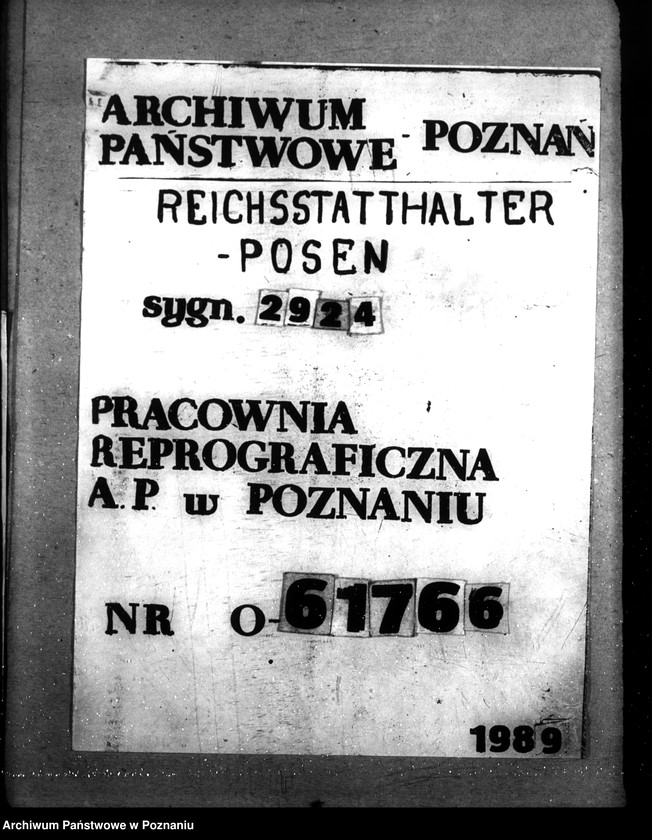 ARCHIWUM
PAŃSTWOWE - POZNAŃ
REICHSSTATTHALTER
-POSEN
sygn. 2924
PRACOWNIA
REPROGRAFICZNA
A.P. w POZNANIU
NR O-61766
1989
Archiwum Państwowe w Poznaniu